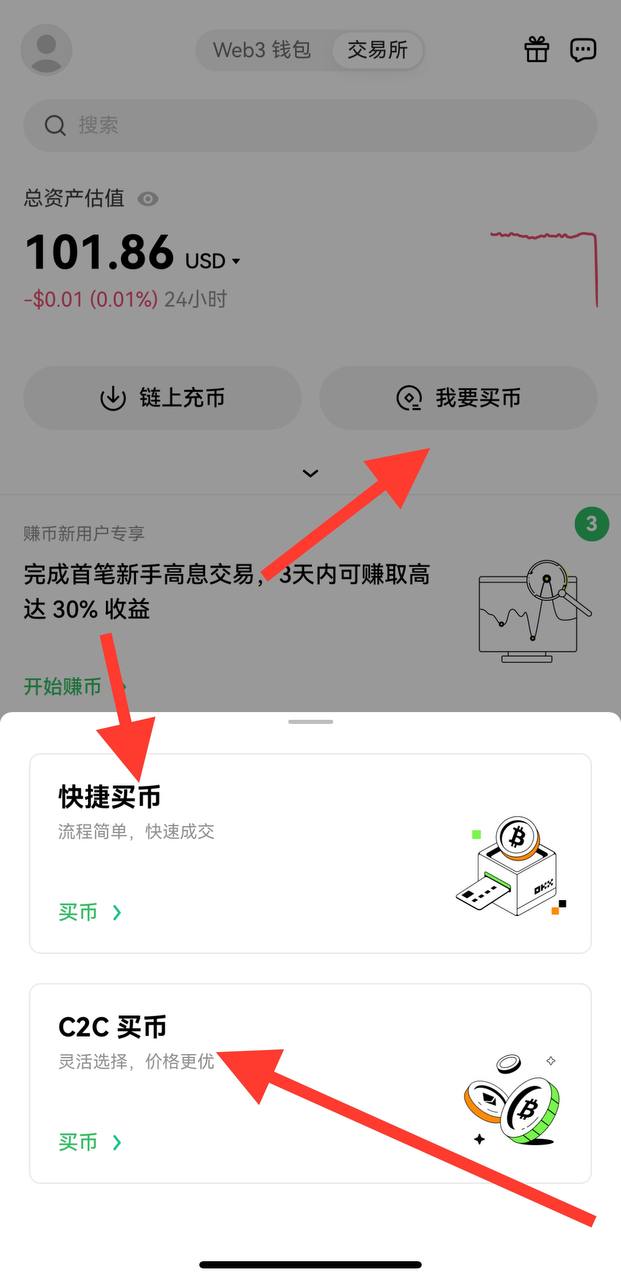 Web3 钱包 交易所
搜索
总资产估值
101.86 USD
-$0.01 (0.01%) 24小时
链上充币 我要买币
赚币新用户专享
3
完成首笔新手高息交易，3天内可赚取高
达 30% 收益
开始赚币
快捷买币
流程简单，快速成交
OKX
买币
C2C 买币
灵活选择，价格更优
买币